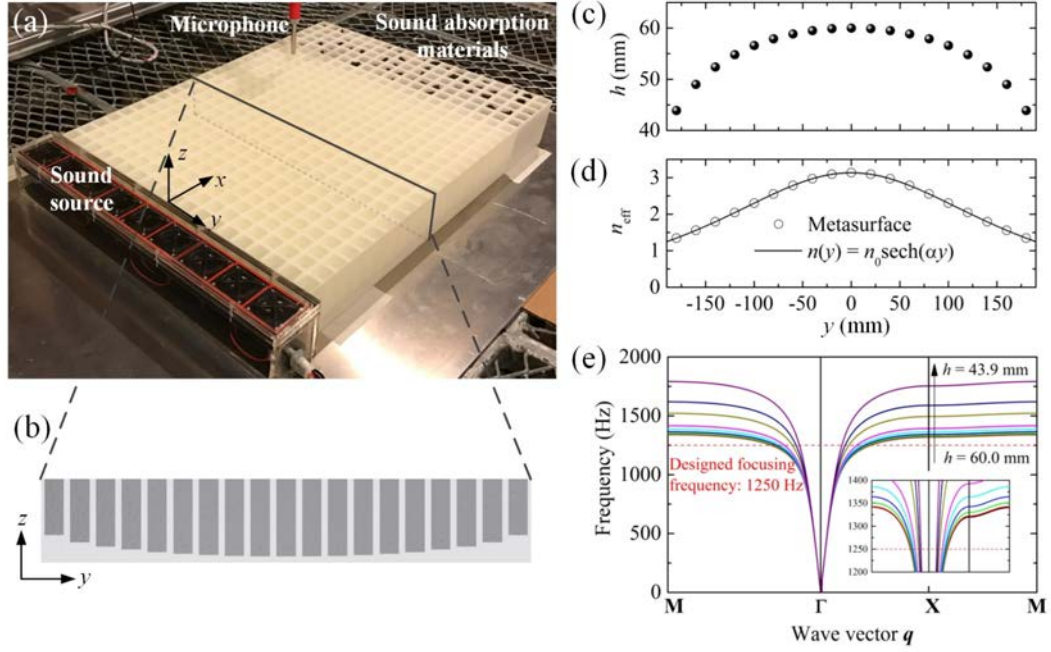 (a)
Microphone
Sound absorption
materials
Sound
source
z
x
y
(b)
z
y
(c)
60
50
40
h (mm)
(d)
3
2
1
0
n_eff
Metasurface
n(y) = n₀sech(αy)
-150 -100 -50 0 50 100 150
y (mm)
(e)
2000
1500
1000
500
0
Frequency (Hz)
h = 43.9 mm
h = 60.0 mm
Designed focusing
frequency: 1250 Hz
1400
1350
1300
1250
1200
M Γ X M
Wave vector q